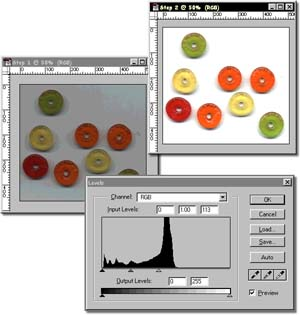 Step 1 @ 50% (RGB)
Step 2 @ 50% (RGB)
Levels
Channel: RGB
Input Levels: 0 1.00 113
Output Levels: 0 255
OK
Cancel
Load...
Save...
Auto
Preview